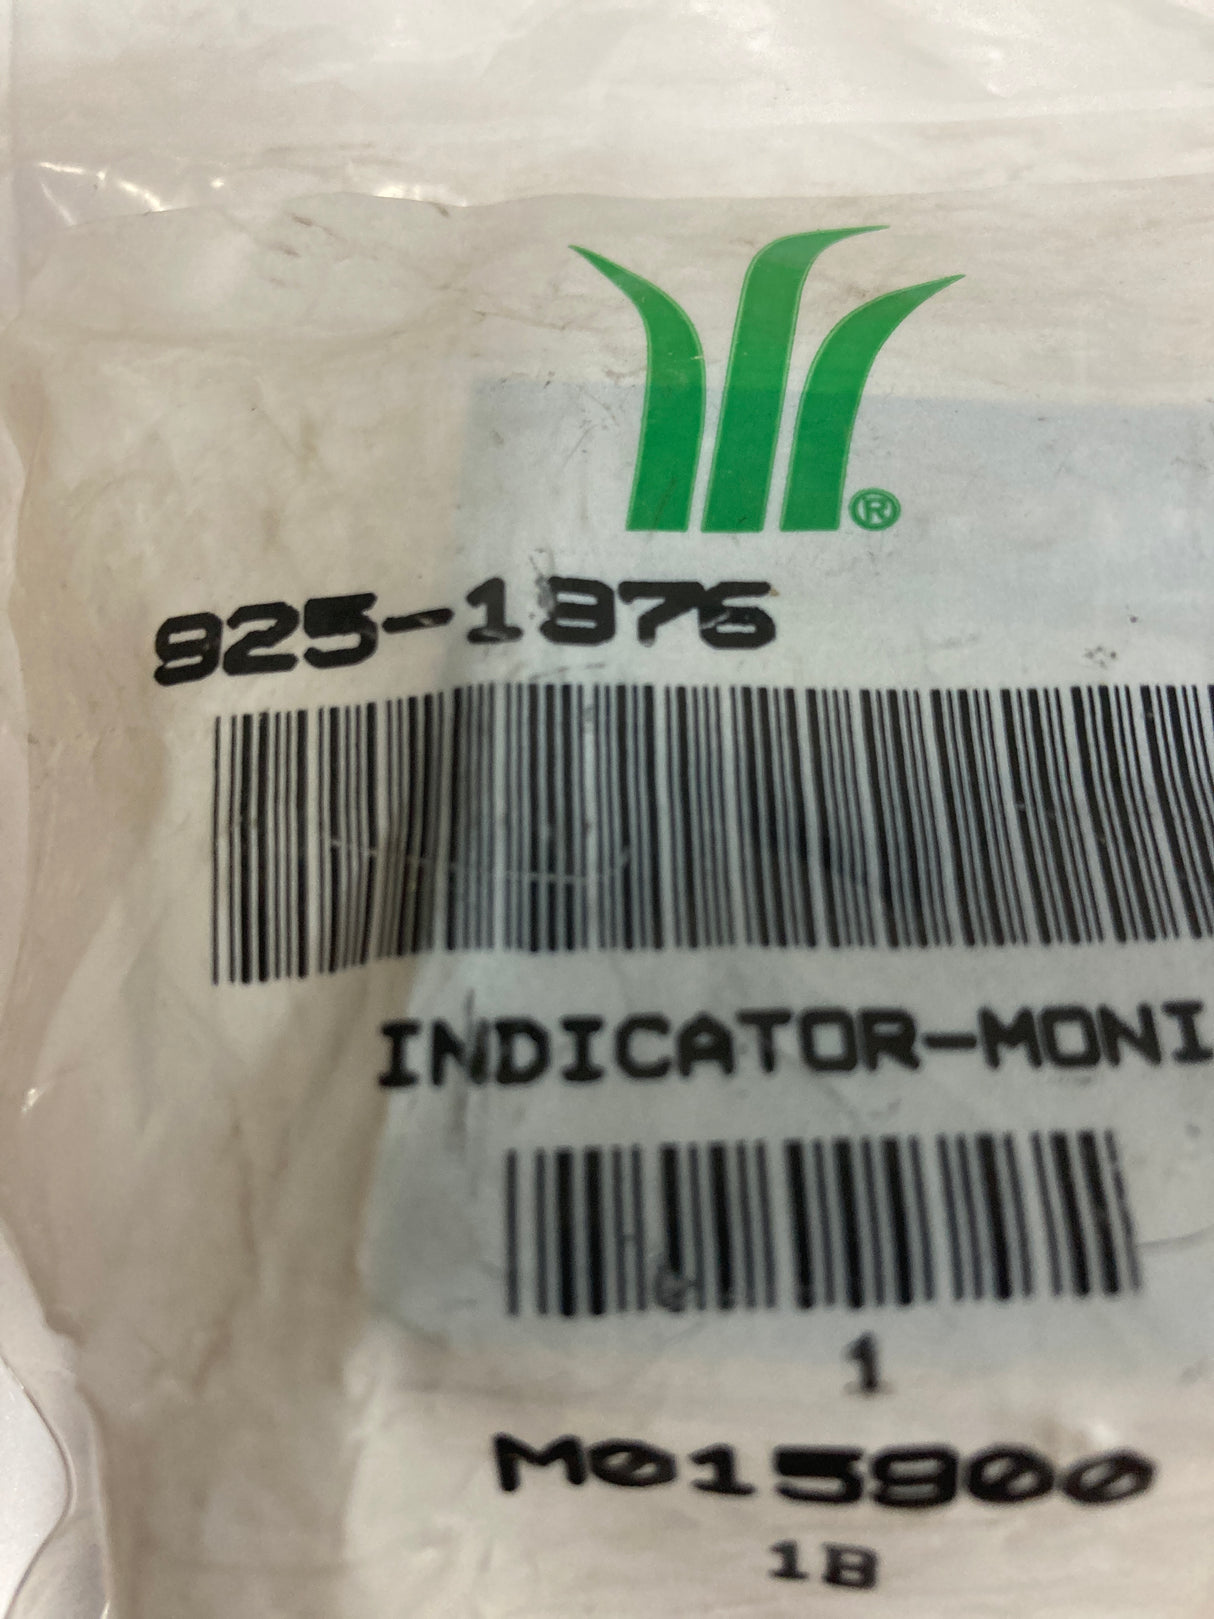 ®
925-1876
INDICATOR-MONI
1
M015900
1B